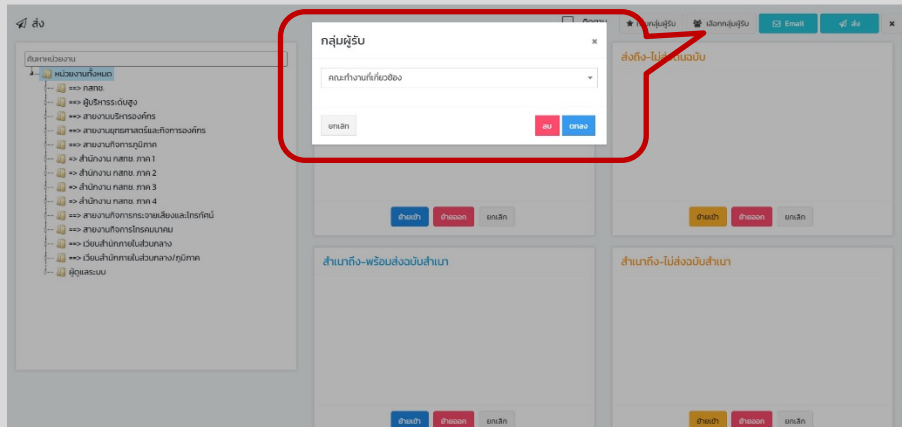 ส่ง
ติดตาม
เลือกกลุ่มผู้รับ
Email
ส่ง
×
กลุ่มผู้รับ
×
คณะทำงานที่เกี่ยวข้อง
ยกเลิก
ลบ
ตกลง
ค้นหาหน่วยงาน
หน่วยงานทั้งหมด
==> กสทช.
==> ผู้บริหารระดับสูง
==> สายงานบริหารองค์กร
==> สายงานยุทธศาสตร์และกิจการองค์กร
==> สายงานกิจการภูมิภาค
=> สำนักงาน กสทช. ภาค 1
=> สำนักงาน กสทช. ภาค 2
=> สำนักงาน กสทช. ภาค 3
=> สำนักงาน กสทช. ภาค 4
==> สายงานกิจการกระจายเสียงและโทรทัศน์
==> สายงานกิจการโทรคมนาคม
==> เวียนสำนักภายในส่วนกลาง
==> เวียนสำนักภายในส่วนกลาง/ภูมิภาค
ผู้ดูแลระบบ
ย้ายเข้า ย้ายออก ยกเลิก
ย้ายเข้า ย้ายออก ยกเลิก
สำเนาถึง-พร้อมส่งฉบับสำเนา
สำเนาถึง-ไม่ส่งฉบับสำเนา
ย้ายเข้า ย้ายออก ยกเลิก
ย้ายเข้า ย้ายออก ยกเลิก